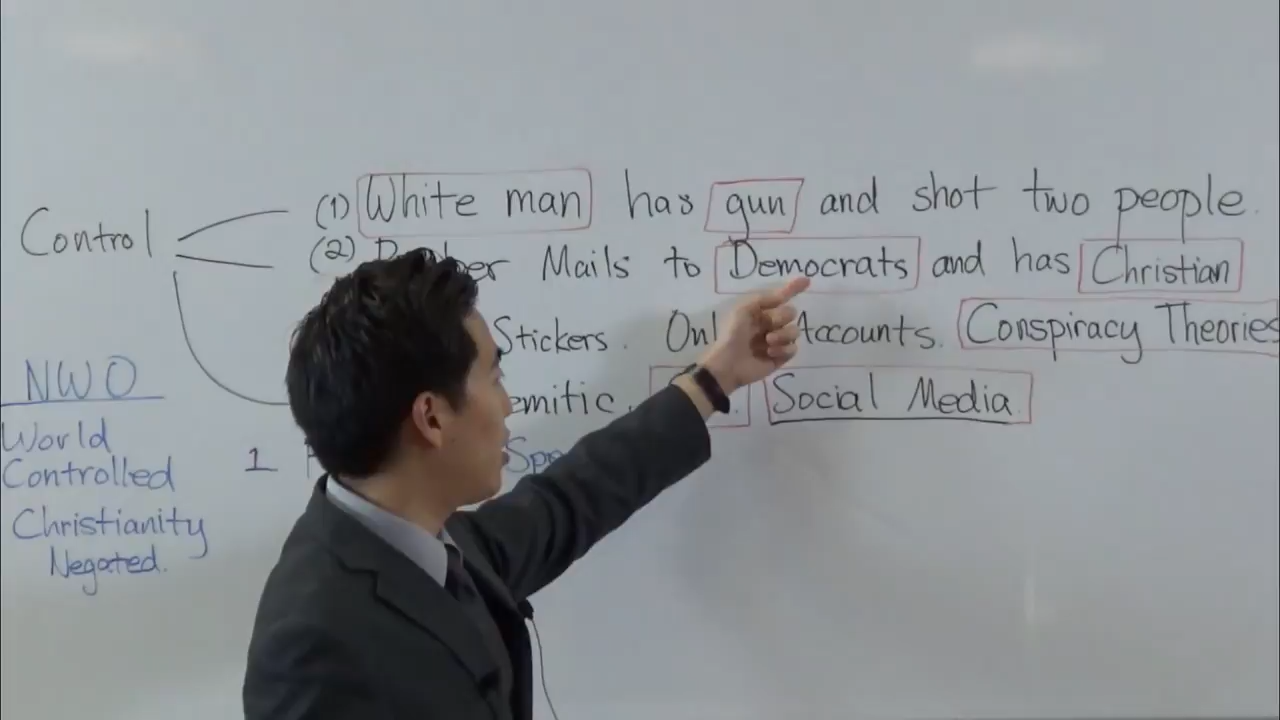 Control
(1) White man has gun and shot two people.
(2) Mails to Democrats and has Christian
Stickers. Accounts. Conspiracy Theories
Social Media.
1
NWO
World
Controlled
Christianity
Negated.